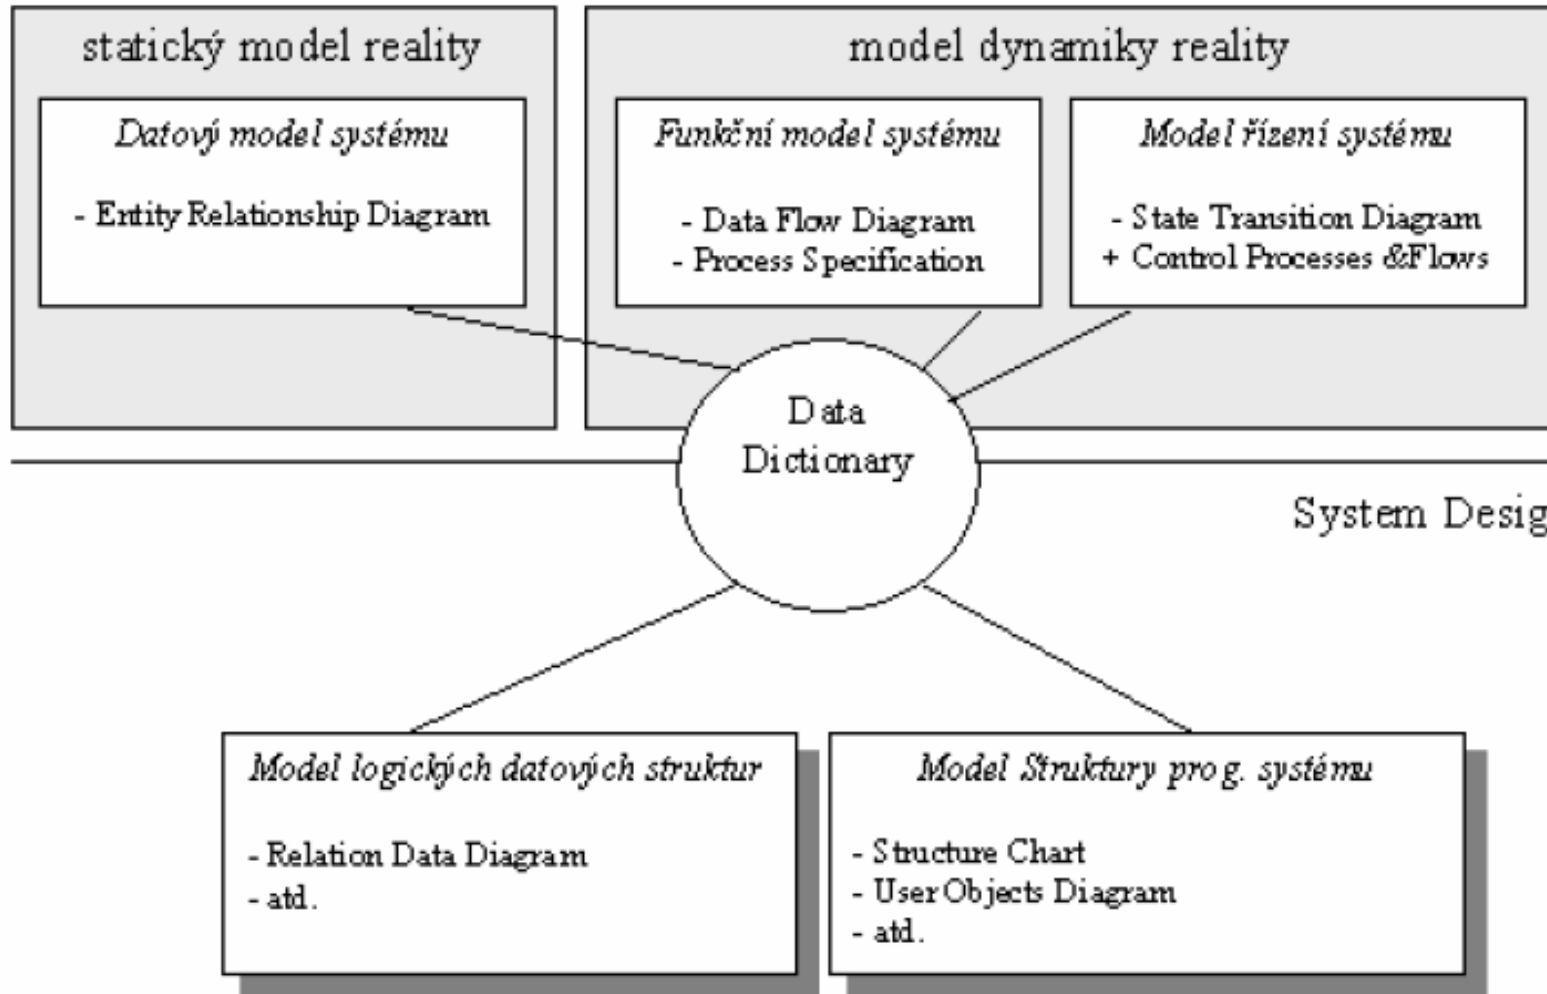 statický model reality
model dynamiky reality
Datový model systému
- Entity Relationship Diagram
Funkční model systému
- Data Flow Diagram
- Process Specification
Model řízení systému
- State Transition Diagram
+ Control Processes &Flows
Data
Dictionary
System Desig
Model logických datových struktur
- Relation Data Diagram
- atd.
Model Struktury prog. systému
- Structure Chart
- User Objects Diagram
- atd.